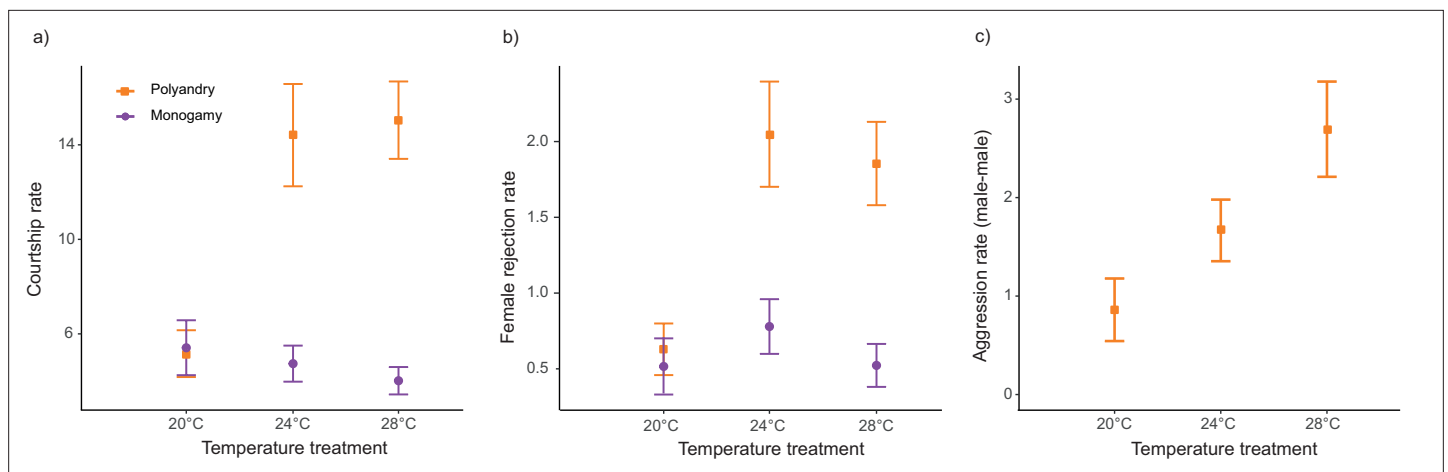 a)
Polyandry
Monogamy
14
10
6
Courtship rate
20°C 24°C 28°C
Temperature treatment
b)
2.0
1.5
1.0
0.5
Female rejection rate
20°C 24°C 28°C
Temperature treatment
c)
3
2
1
0
Aggression rate (male-male)
20°C 24°C 28°C
Temperature treatment